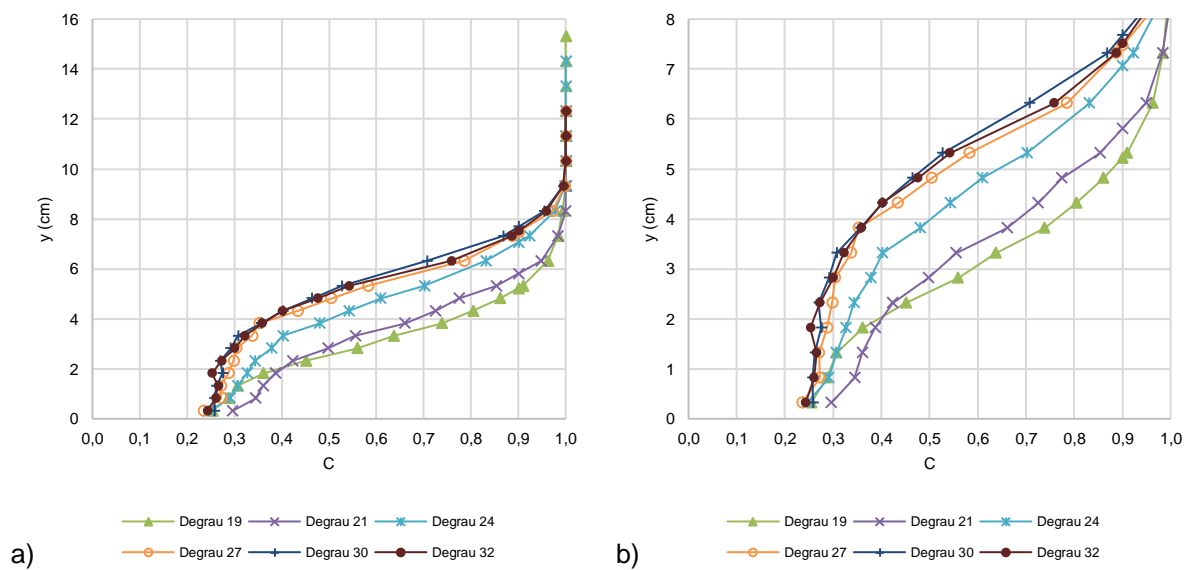 16
14
12
10
8
6
4
2
0
y (cm)
0,0 0,1 0,2 0,3 0,4 0,5 0,6 0,7 0,8 0,9 1,0
C
Degrau 19 Degrau 21 Degrau 24
Degrau 27 Degrau 30 Degrau 32
a)
8
7
6
5
4
3
2
1
0
y (cm)
0,0 0,1 0,2 0,3 0,4 0,5 0,6 0,7 0,8 0,9 1,0
C
Degrau 19 Degrau 21 Degrau 24
Degrau 27 Degrau 30 Degrau 32
b)